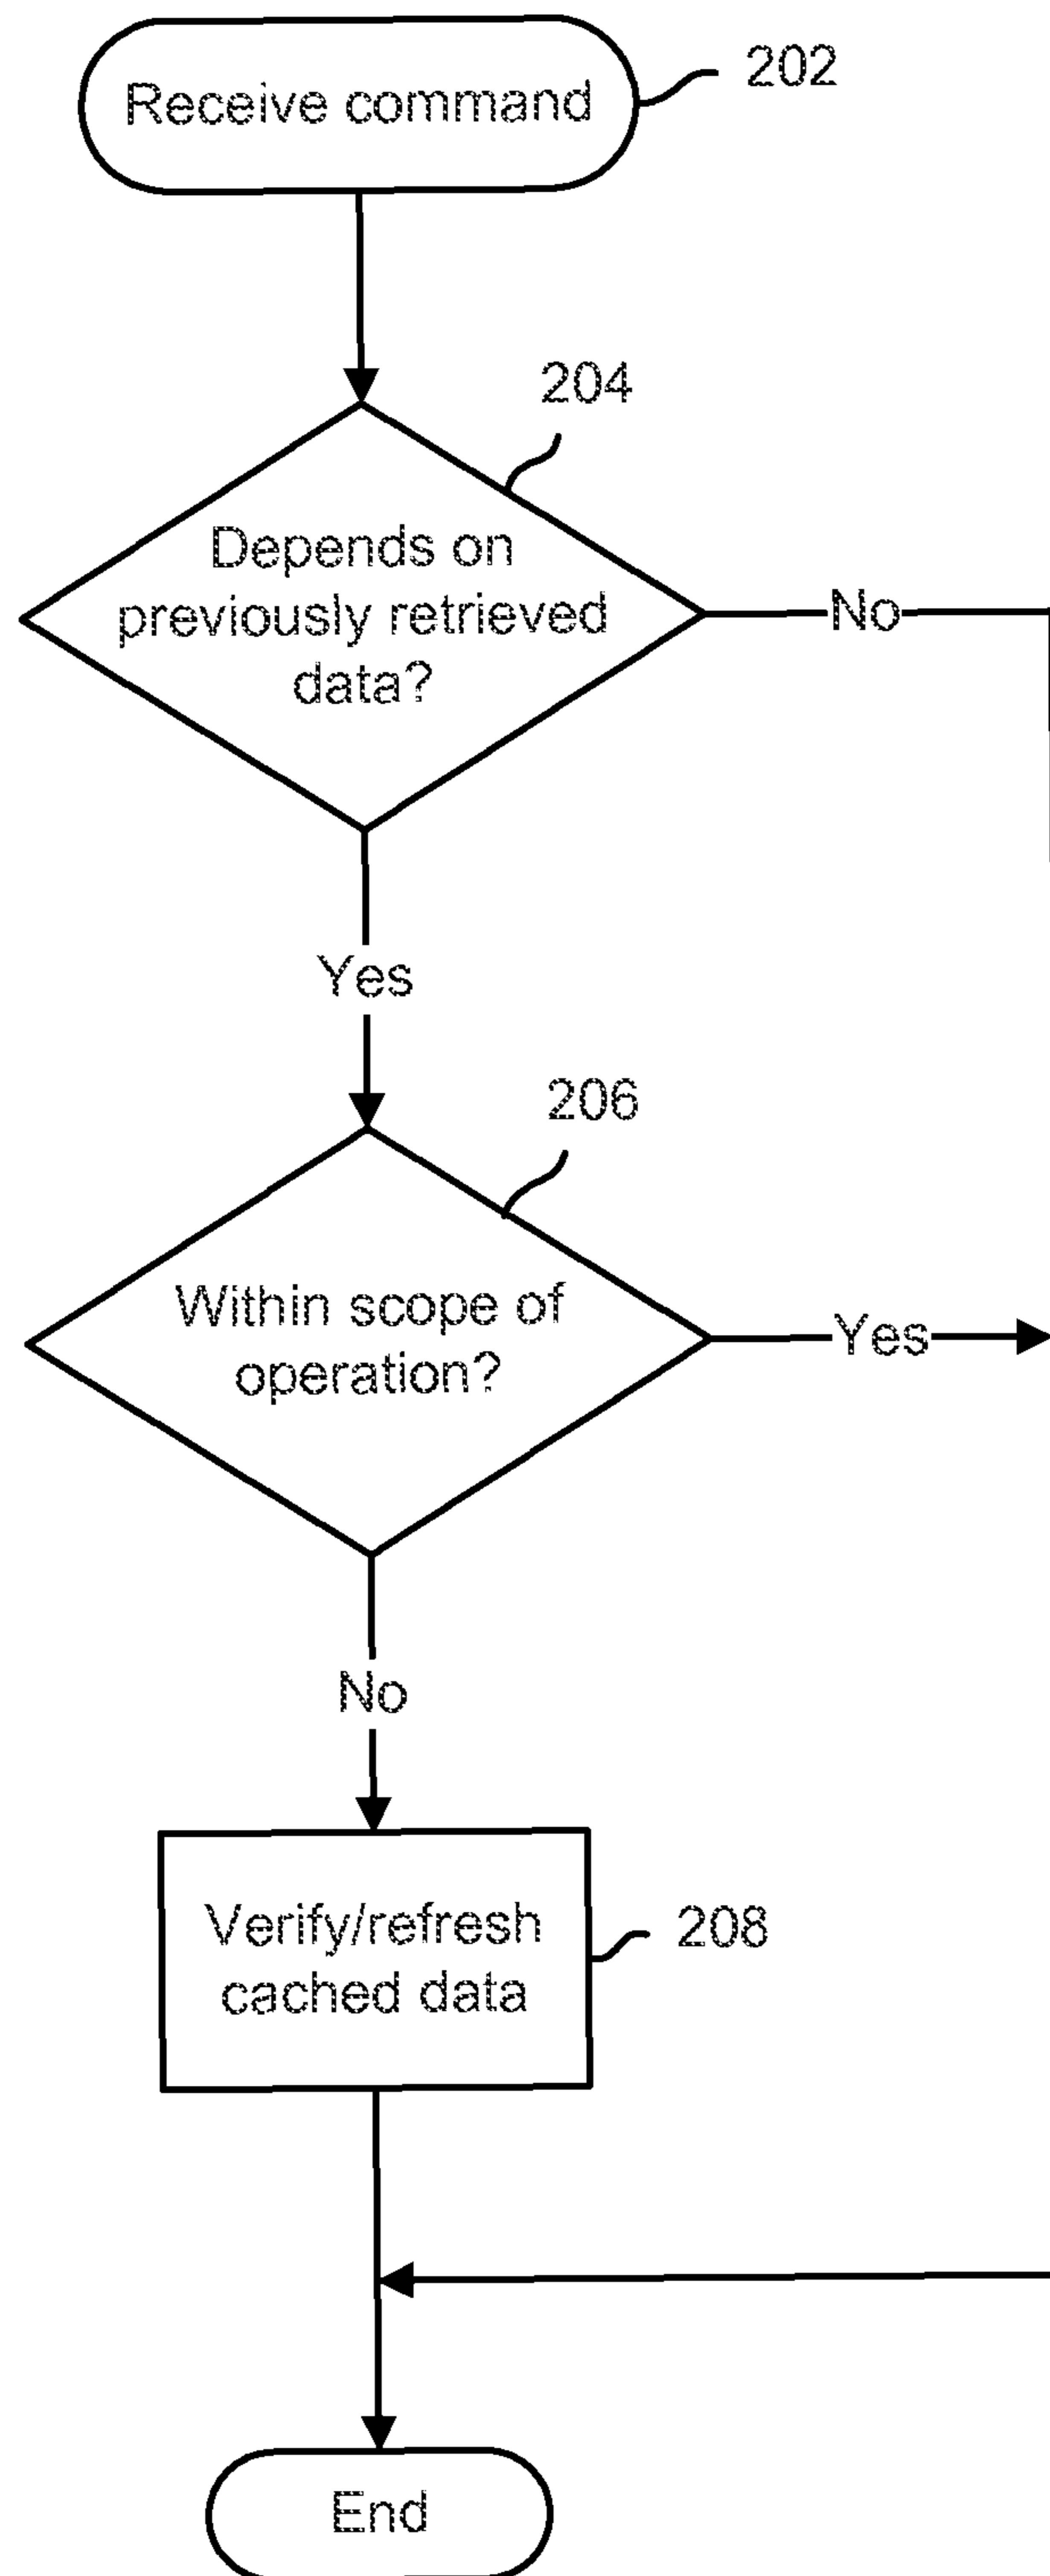 Receive command
202
204
Depends on
previously retrieved
data?
No
Yes
206
Within scope of
operation?
Yes
No
Verify/refresh
cached data
208
End